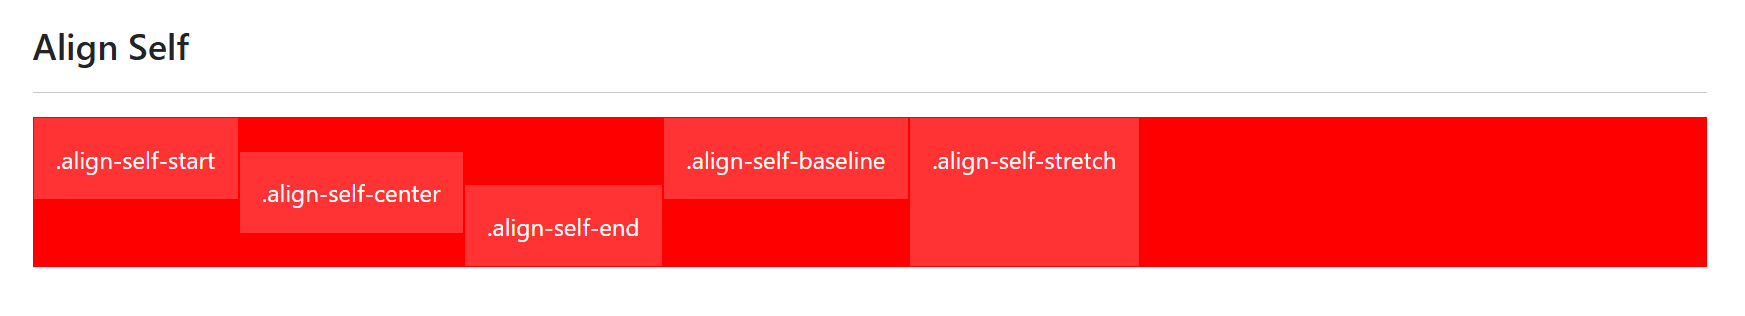 Align Self
.align-self-start
.align-self-center
.align-self-end
.align-self-baseline
.align-self-stretch